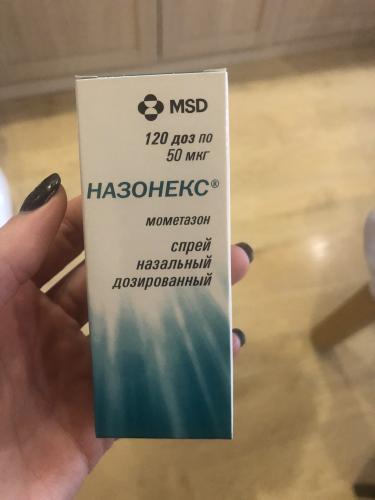 MSD
120 доз по
50 мкг
НАЗОНЕКС®
мометазон
спрей
назальный
дозированный